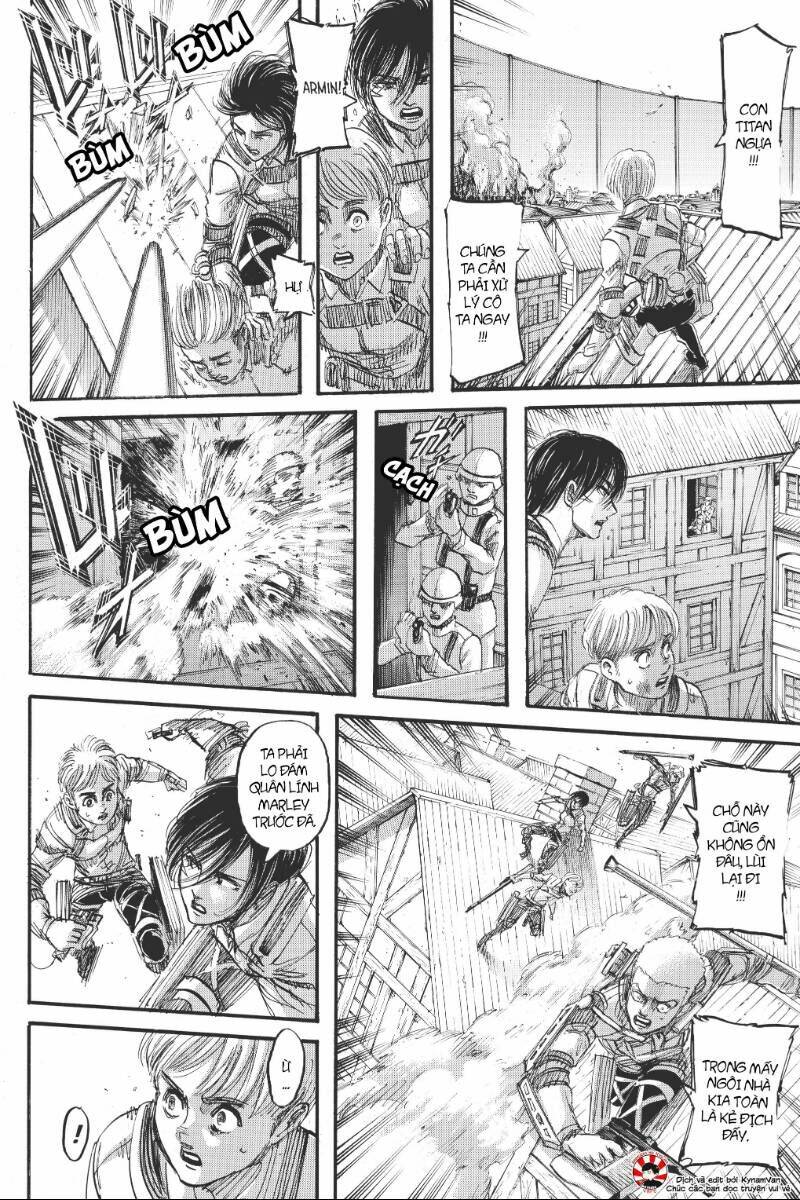 CON
TITAN
NGỰA
!!!
CHÚNG
TA CẦN
PHẢI XỬ
LÝ CÔ
TA NGAY
!!!
ARMIN!
BÙM
BÙM
HỰ
CẠCH
BÙM
CHỖ NÀY
CŨNG
KHÔNG ỔN
ĐÂU, LÙI
LẠI ĐI
!!!
TRONG MẤY
NGÔI NHÀ
KIA TOÀN
LÀ KẺ ĐỊCH
ĐẤY.
TA PHẢI
LO ĐÁM
QUÂN LÍNH
MARLEY
TRƯỚC ĐÃ.
Ừ
...
!
Dịch và edit bởi KynamVan
Chúc các bạn đọc truyện vui vẻ